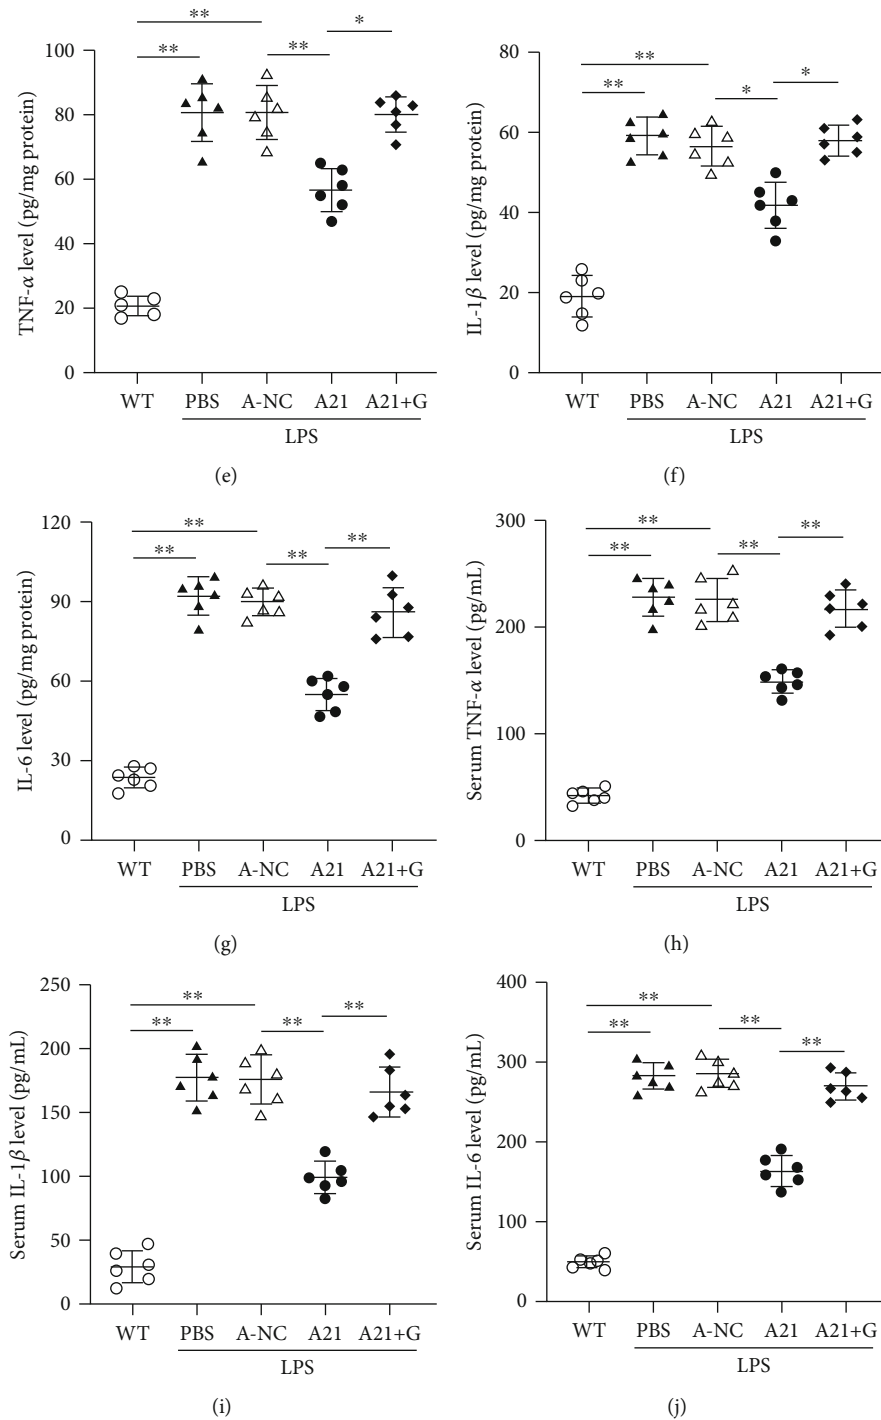 TNF-α level (pg/mg protein)
100
80
60
40
20
0
** ** ** *
WT PBS A-NC A21 A21+G
LPS
(e)
IL-1β level (pg/mg protein)
80
60
40
20
0
** ** * *
WT PBS A-NC A21 A21+G
LPS
(f)
IL-6 level (pg/mg protein)
120
90
60
30
0
** ** ** **
WT PBS A-NC A21 A21+G
LPS
(g)
Serum TNF-α level (pg/mL)
300
200
100
0
** ** ** **
WT PBS A-NC A21 A21+G
LPS
(h)
Serum IL-1β level (pg/mL)
250
200
150
100
50
0
** ** ** **
WT PBS A-NC A21 A21+G
LPS
(i)
Serum IL-6 level (pg/mL)
400
300
200
100
0
** ** ** **
WT PBS A-NC A21 A21+G
LPS
(j)